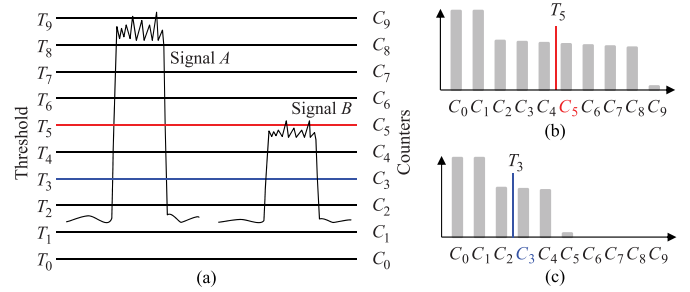 T₉ C₉
T₈ Signal A C₈
T₇ C₇
T₆ Signal B C₆
T₅ C₅
T₄ C₄
T₃ C₃
T₂ C₂
T₁ C₁
T₀ C₀
Threshold
Counters
(a)
T₅
C₀ C₁ C₂ C₃ C₄ C₅ C₆ C₇ C₈ C₉
(b)
T₃
C₀ C₁ C₂ C₃ C₄ C₅ C₆ C₇ C₈ C₉
(c)